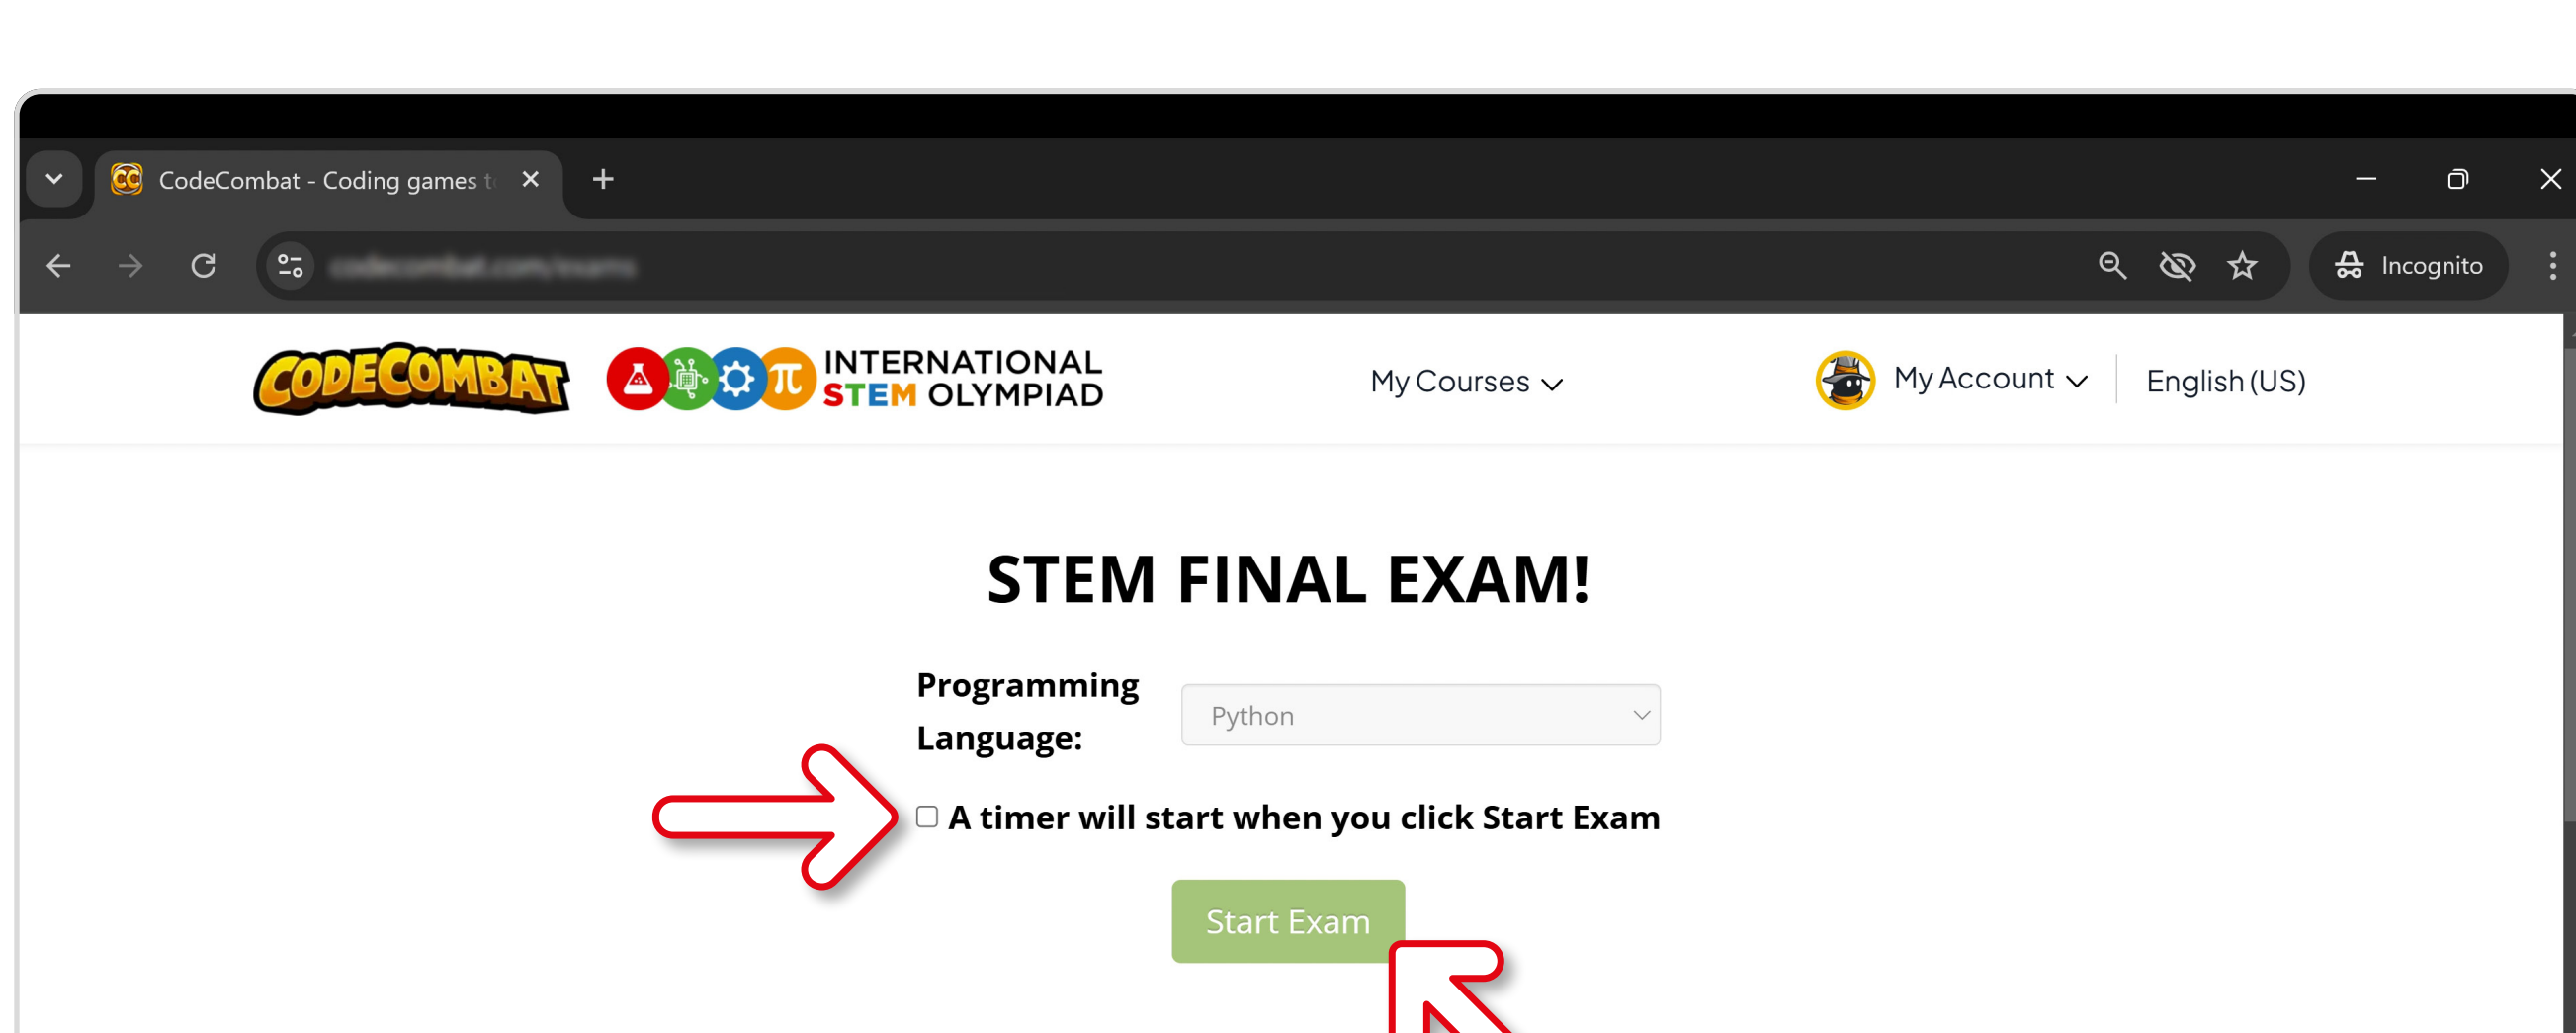 CodeCombat - Coding games t
Incognito
CODECOMBAT
π
INTERNATIONAL
STEM OLYMPIAD
My Courses
My Account
English (US)
STEM FINAL EXAM!
Programming
Language:
Python
A timer will start when you click Start Exam
Start Exam